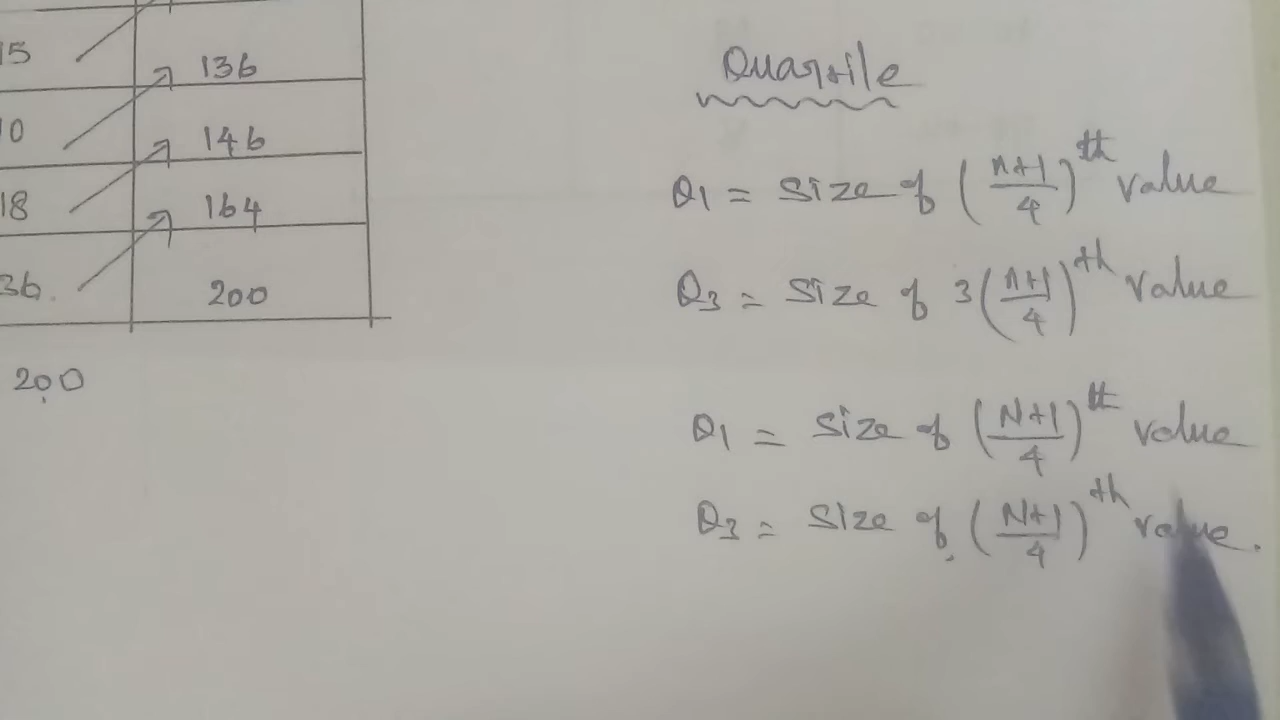 15 136
10 146
18 164
36 200
200
Quartile
Q1 = Size of (n+1/4)th value
Q3 = Size of 3(n+1/4)th value
Q1 = Size of (N+1/4)th value
Q3 = Size of (N+1/4)th value.